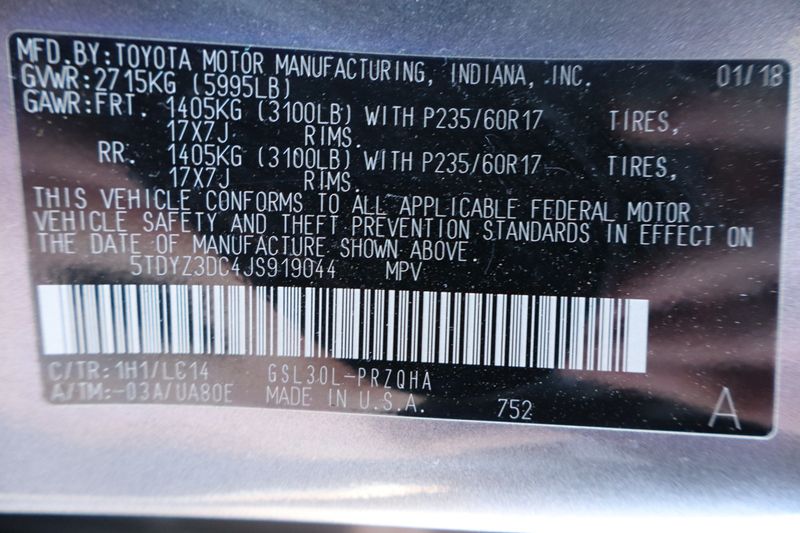 MFD.BY:TOYOTA MOTOR MANUFACTURING, INDIANA, INC. 01/18
GVWR:2715KG (5995LB)
GAWR:FRT. 1405KG (3100LB) WITH P235/60R17 TIRES,
17X7J RIMS.
RR. 1405KG (3100LB) WITH P235/60R17 TIRES,
17X7J RIMS.
THIS VEHICLE CONFORMS TO ALL APPLICABLE FEDERAL MOTOR
VEHICLE SAFETY AND THEFT PREVENTION STANDARDS IN EFFECT ON
THE DATE OF MANUFACTURE SHOWN ABOVE.
5TDYZ3DC4JS919044 MPV
C/TR:1H1/LC14 GSL30L-PRZQHA
A/TM:-03A/UA80E MADE IN U.S.A. 752 A